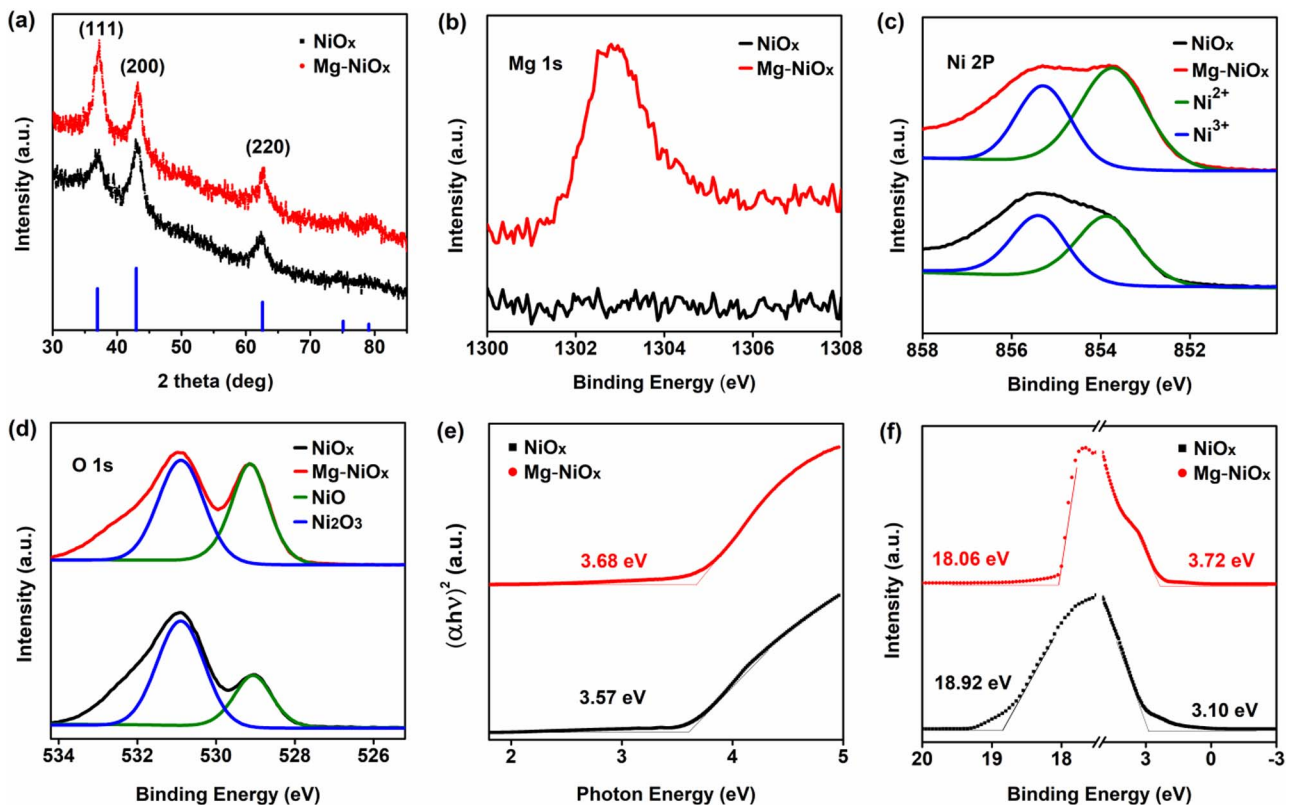 (a)
(111)
(200)
(220)
NiOx
Mg-NiOx
Intensity (a.u.)
30 40 50 60 70 80
2 theta (deg)
(b)
Mg 1s
NiOx
Mg-NiOx
Intensity (a.u.)
1300 1302 1304 1306 1308
Binding Energy (eV)
(c)
Ni 2P
NiOx
Mg-NiOx
Ni2+
Ni3+
Intensity (a.u.)
858 856 854 852
Binding Energy (eV)
(d)
O 1s
NiOx
Mg-NiOx
NiO
Ni2O3
Intensity (a.u.)
534 532 530 528 526
Binding Energy (eV)
(e)
NiOx
Mg-NiOx
3.68 eV
3.57 eV
(αhν)2 (a.u.)
2 3 4 5
Photon Energy (eV)
(f)
NiOx
Mg-NiOx
18.06 eV
3.72 eV
18.92 eV
3.10 eV
Intensity (a.u.)
20 19 18 3 0 -3
Binding Energy (eV)